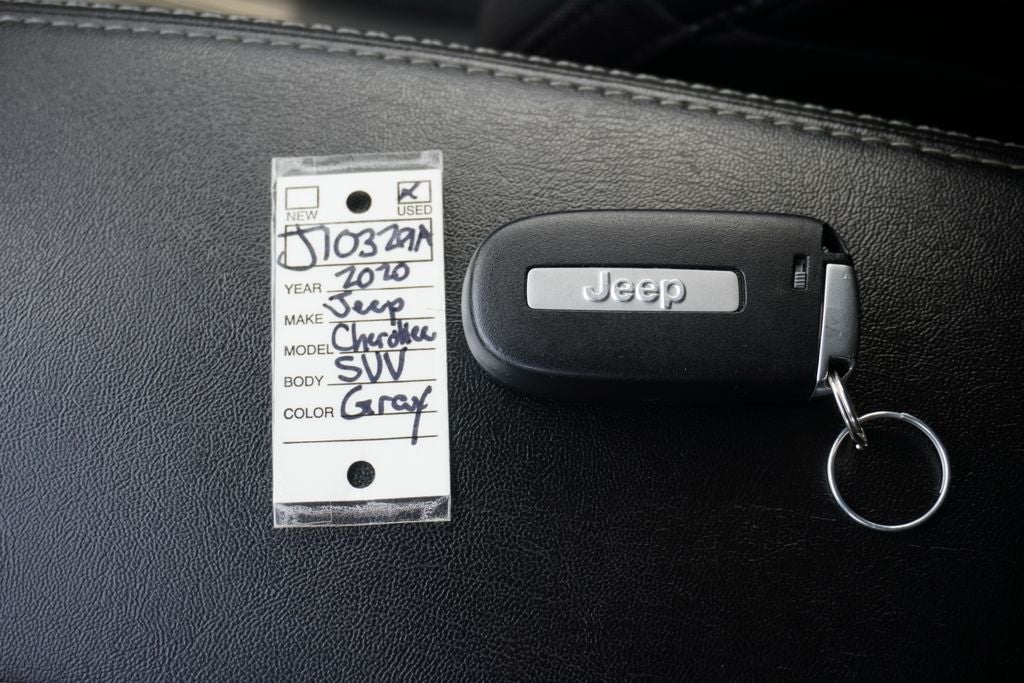 NEW USED
J10329A
YEAR 2020
MAKE Jeep
MODEL Cherokee
BODY SUV
COLOR Gray
Jeep